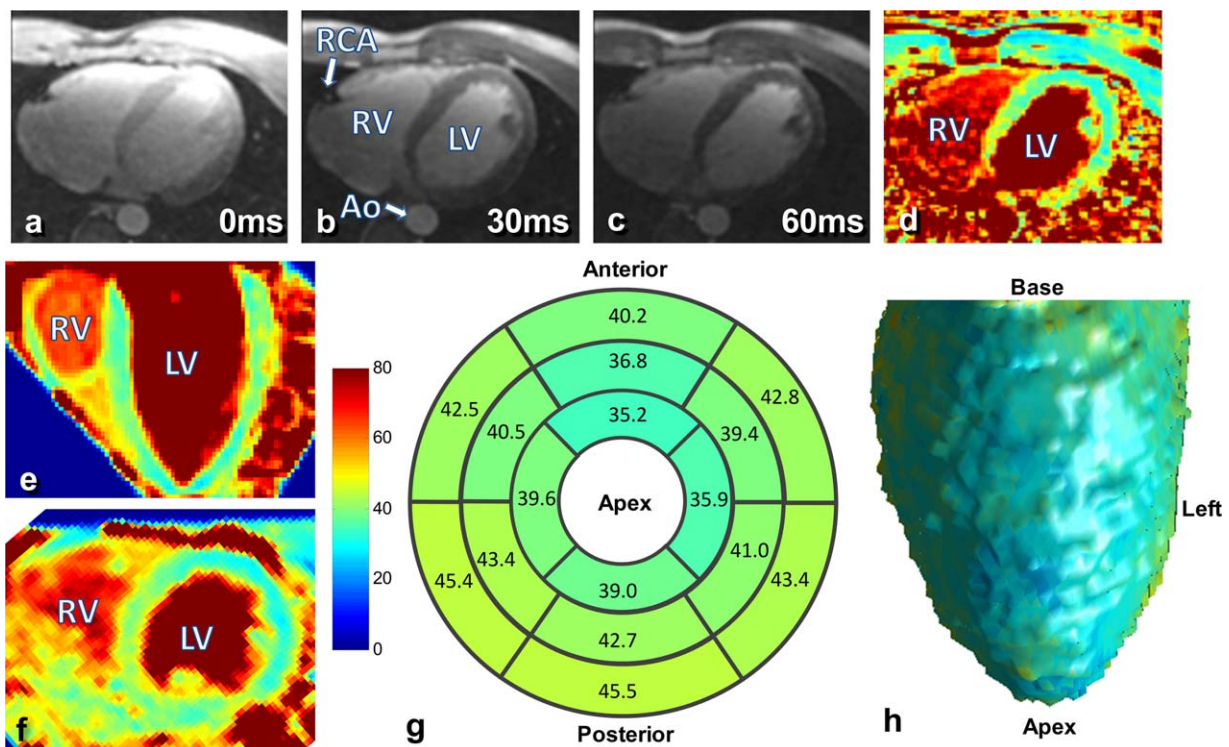 RCA
RV
LV
Ao
a
0ms
b
30ms
c
60ms
RV
LV
d
RV
LV
e
RV
LV
f
80
60
40
20
0
Anterior
40.2
36.8
35.2
42.5
40.5
39.4
42.8
39.6
Apex
35.9
45.4
43.4
39.0
41.0
43.4
42.7
45.5
g
Posterior
Base
Left
Apex
h